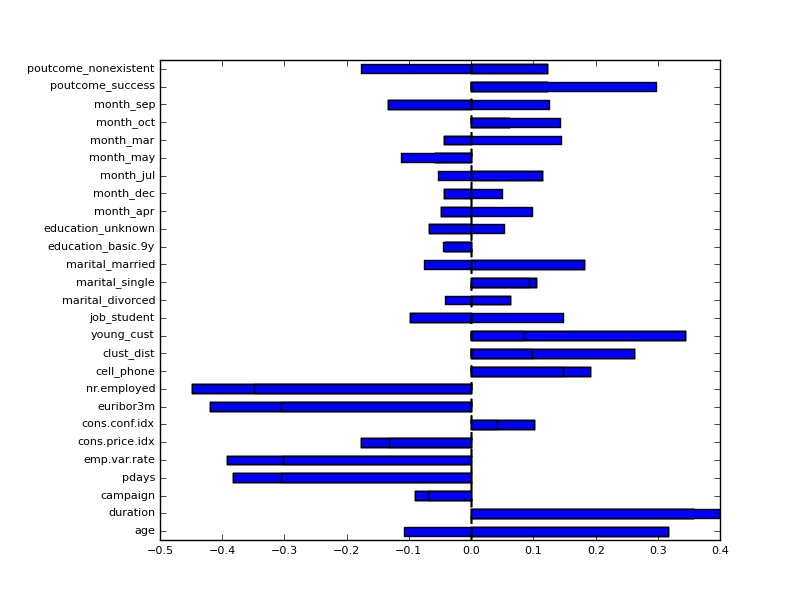 poutcome_nonexistent
poutcome_success
month_sep
month_oct
month_mar
month_may
month_jul
month_dec
month_apr
education_unknown
education_basic.9y
marital_married
marital_single
marital_divorced
job_student
young_cust
clust_dist
cell_phone
nr.employed
euribor3m
cons.conf.idx
cons.price.idx
emp.var.rate
pdays
campaign
duration
age
−0.5 −0.4 −0.3 −0.2 −0.1 0.0 0.1 0.2 0.3 0.4